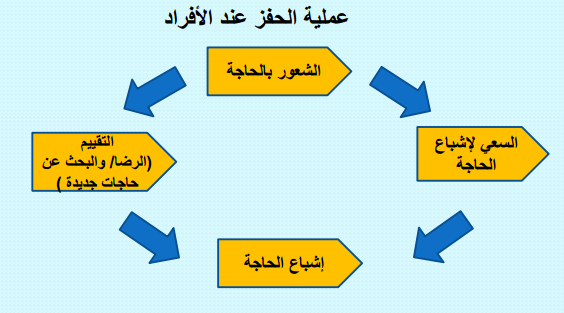 عملية الحفز عند الأفراد
الشعور بالحاجة
السعي لإشباع
الحاجة
التقييم
(الرضا/ والبحث عن
حاجات جديدة )
إشباع الحاجة